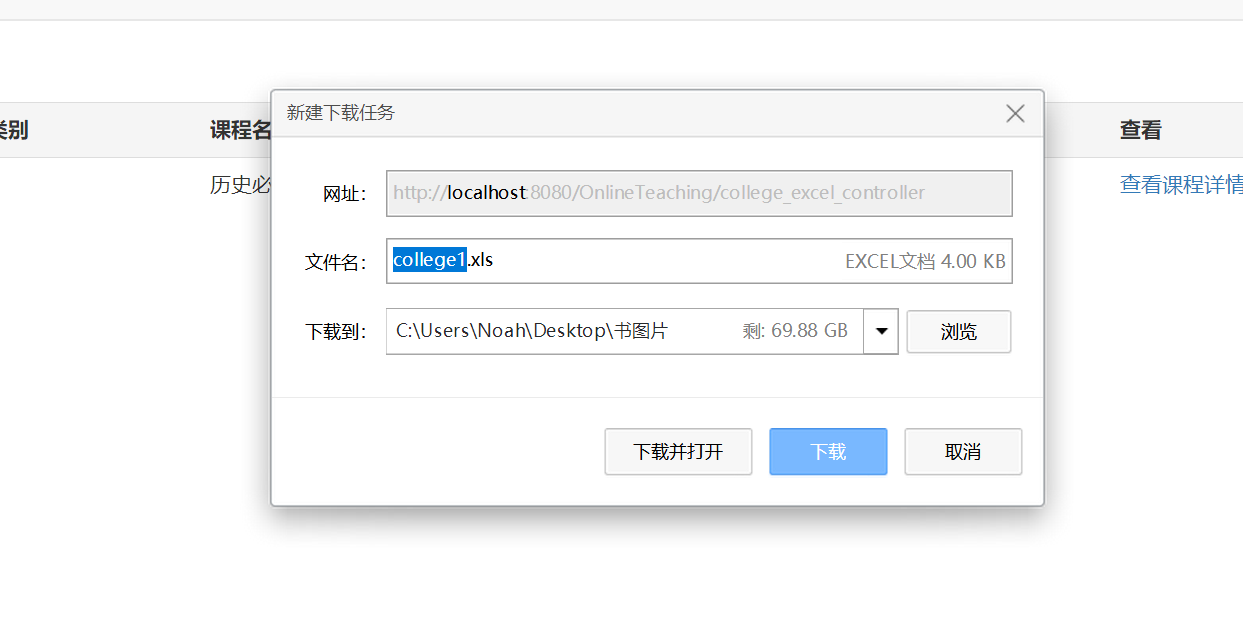 新建下载任务
类别 课程名 查看
网址: http://localhost:8080/OnlineTeaching/college_excel_controller
历史必 查看课程详情
文件名: college1.xls EXCEL文档 4.00 KB
下载到: C:\Users\Noah\Desktop\书图片 剩: 69.88 GB 浏览
下载并打开 下载 取消